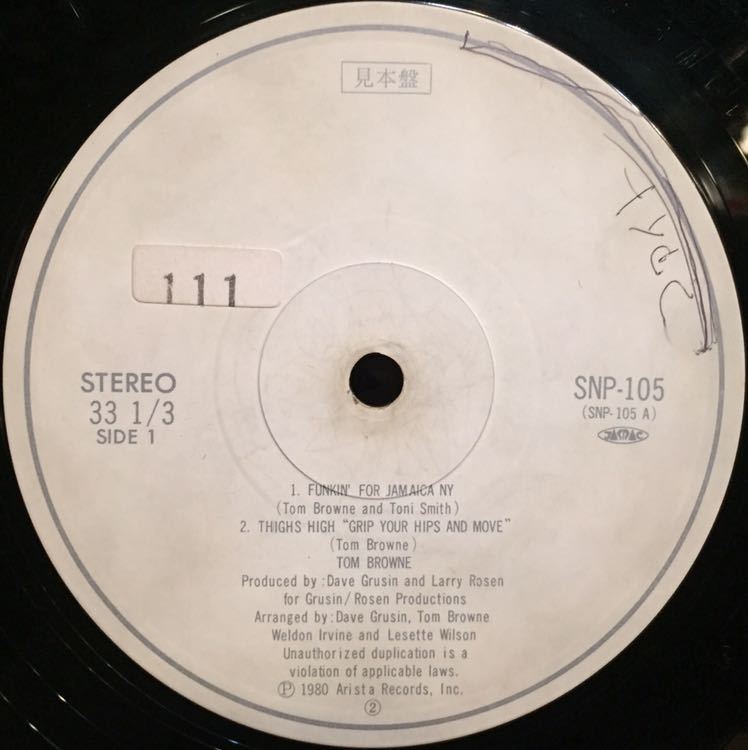 見本盤
111
STEREO
33 1/3
SIDE 1
SNP-105
(SNP-105 A)
JASRAC
1. FUNKIN' FOR JAMAICA NY
(Tom Browne and Toni Smith)
2. THIGHS HIGH "GRIP YOUR HIPS AND MOVE"
(Tom Browne)
TOM BROWNE
Produced by:Dave Grusin and Larry Rosen
for Grusin/Rosen Productions
Arranged by:Dave Grusin, Tom Browne
Weldon Irvine and Lesette Wilson
Unauthorized duplication is a
violation of applicable laws.
Ⓟ 1980 Arista Records, Inc.
②